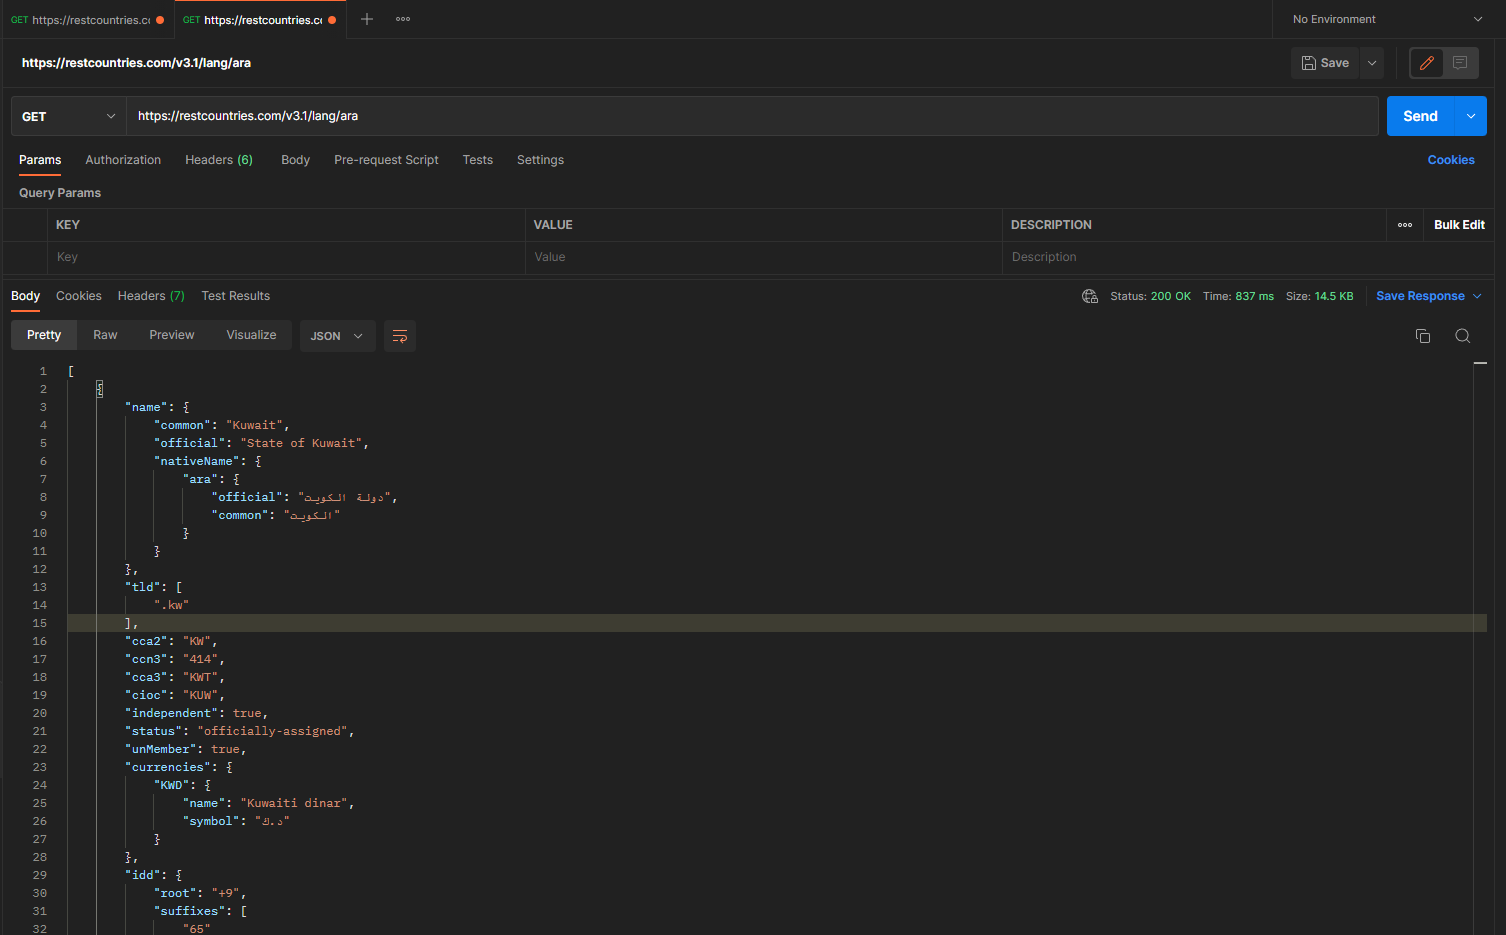 GET https://restcountries.cc
GET https://restcountries.cc
No Environment
https://restcountries.com/v3.1/lang/ara
Save
GET
https://restcountries.com/v3.1/lang/ara
Send
Params Authorization Headers (6) Body Pre-request Script Tests Settings Cookies
Query Params
KEY VALUE DESCRIPTION Bulk Edit
Key Value Description
Body Cookies Headers (7) Test Results Status: 200 OK Time: 837 ms Size: 14.5 KB Save Response
Pretty Raw Preview Visualize JSON
1 [
2 {
3 "name": {
4 "common": "Kuwait",
5 "official": "State of Kuwait",
6 "nativeName": {
7 "ara": {
8 "official": "دولة الكويت",
9 "common": "الكويت"
10 }
11 }
12 },
13 "tld": [
14 ".kw"
15 ],
16 "cca2": "KW",
17 "ccn3": "414",
18 "cca3": "KWT",
19 "cioc": "KUW",
20 "independent": true,
21 "status": "officially-assigned",
22 "unMember": true,
23 "currencies": {
24 "KWD": {
25 "name": "Kuwaiti dinar",
26 "symbol": "د.ك"
27 }
28 },
29 "idd": {
30 "root": "+9",
31 "suffixes": [
32 "65"